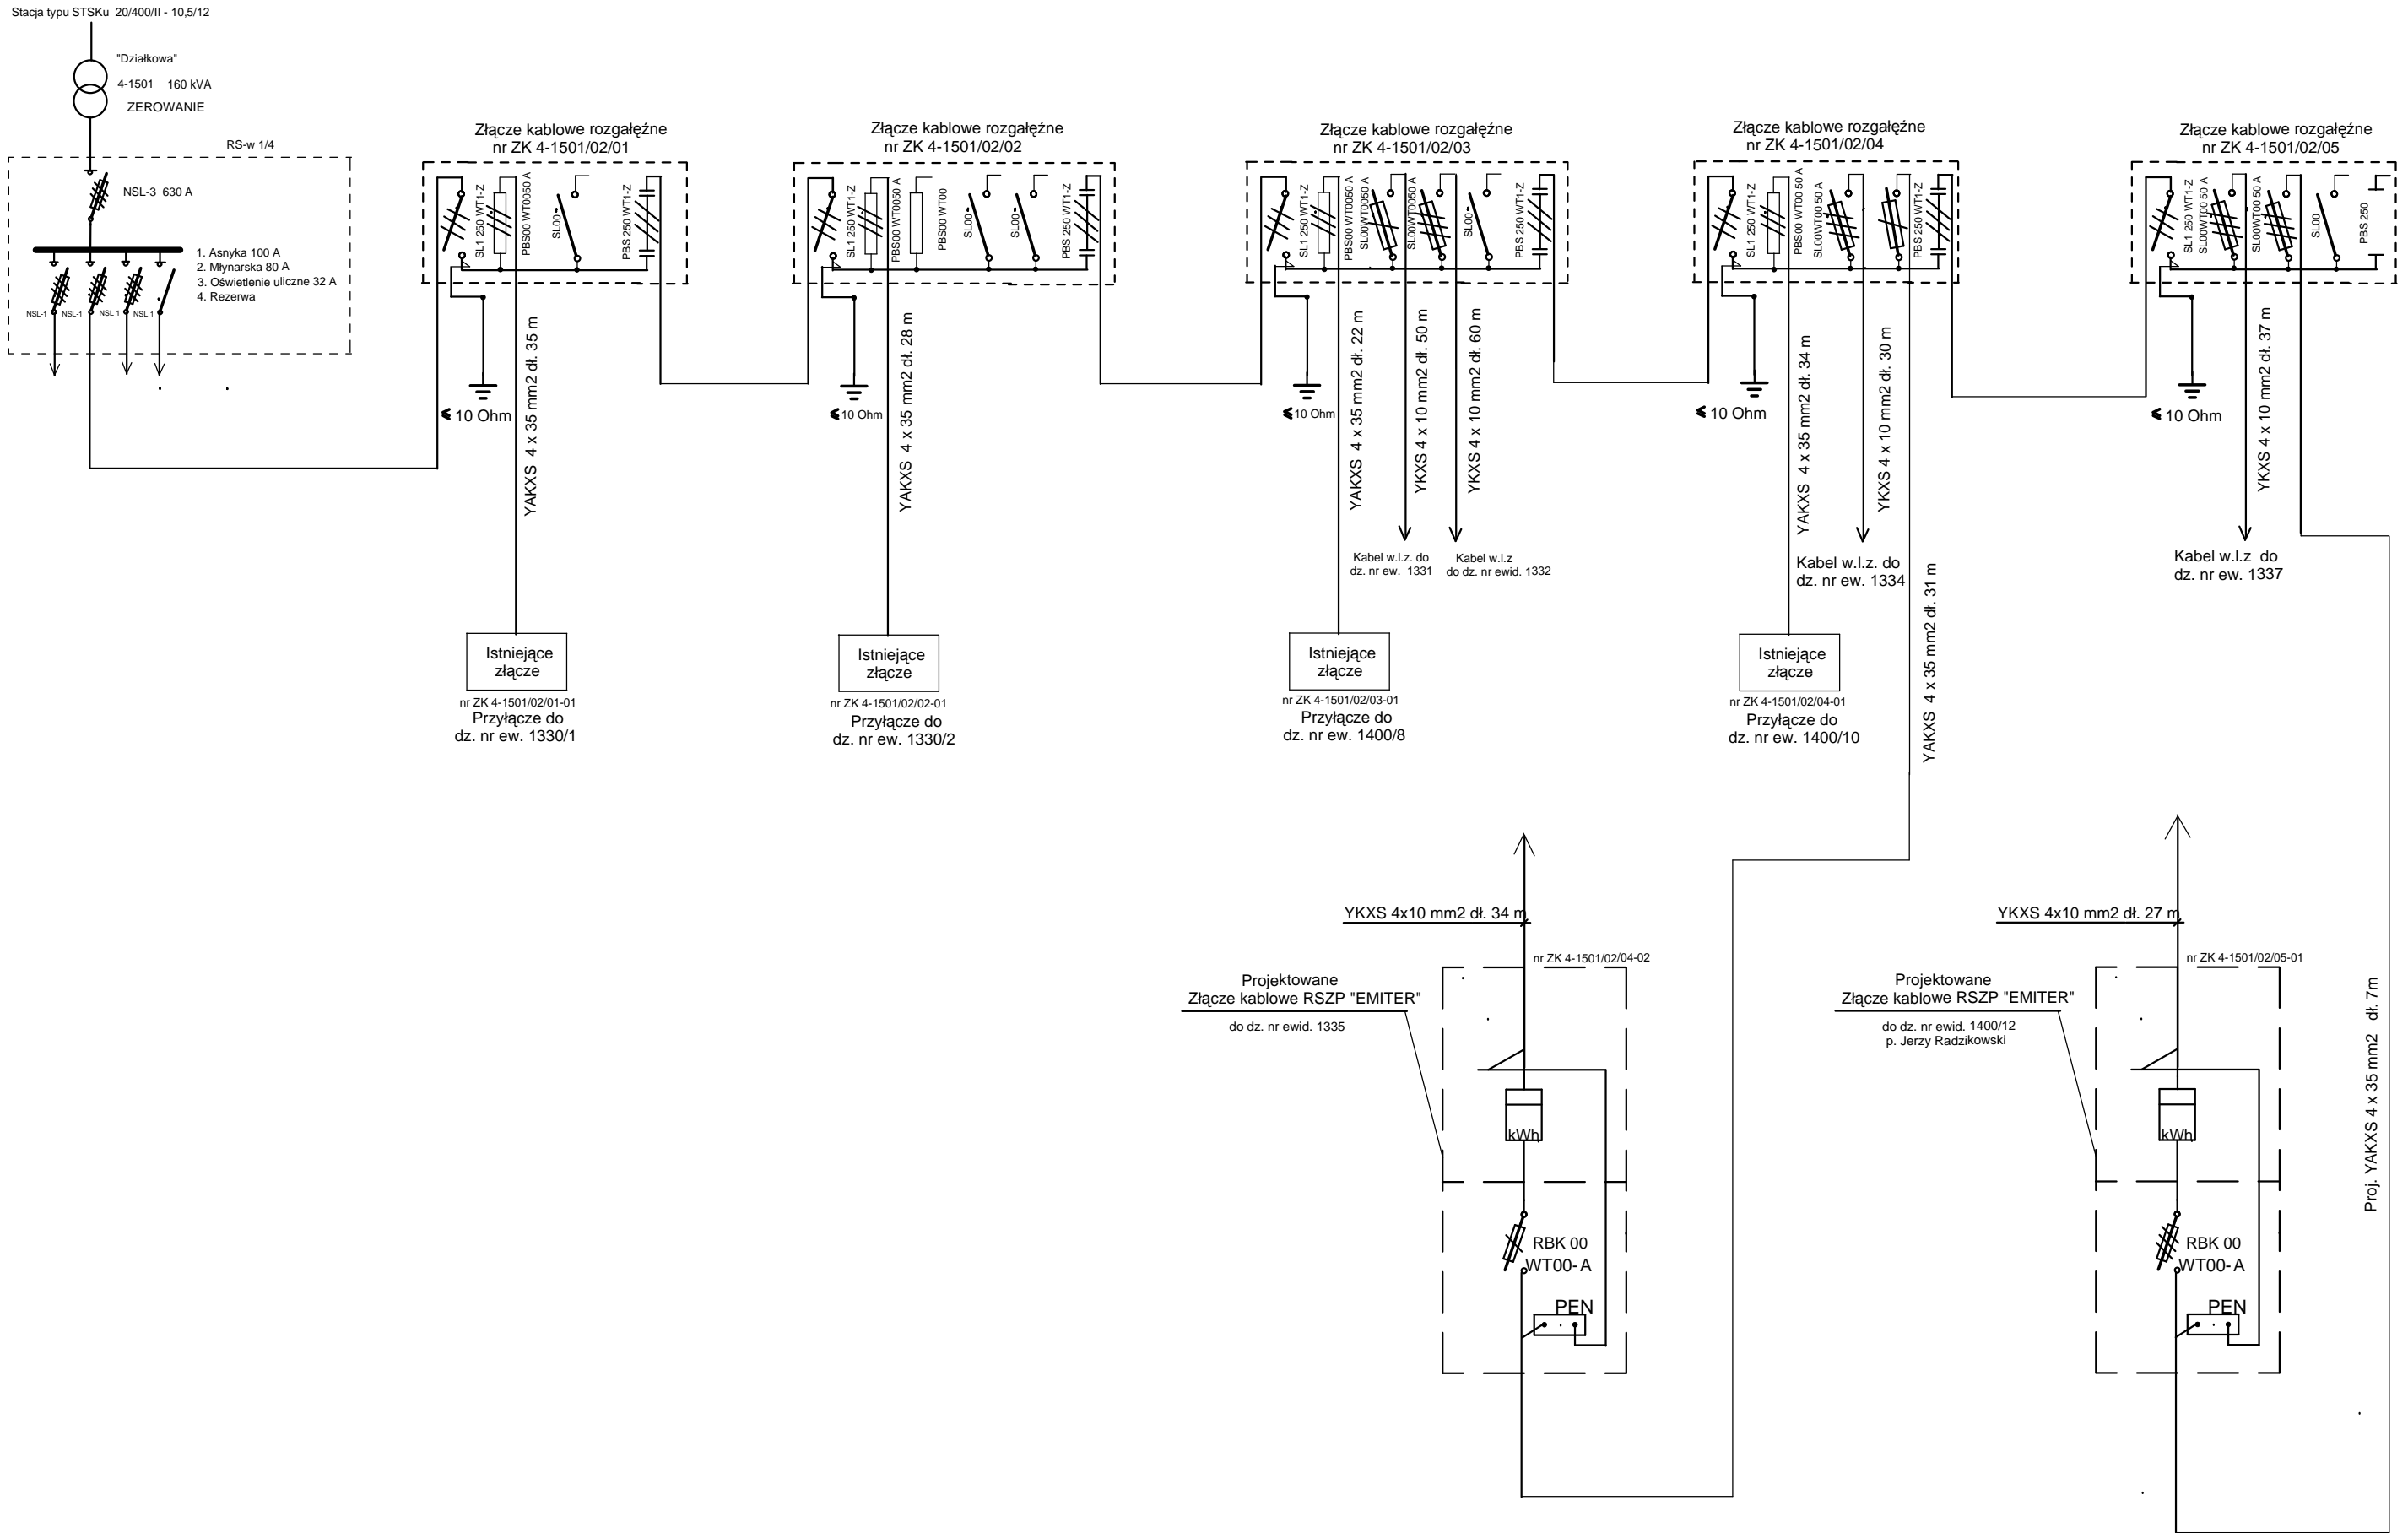 Stacja typu STSKu 20/400/II - 10,5/12
"Działkowa"
4-1501 160 kVA
ZEROWANIE
RS-w 1/4
NSL-3 630 A
1. Asnyka 100 A
2. Młynarska 80 A
3. Oświetlenie uliczne 32 A
4. Rezerwa
NSL-1
NSL-1
NSL 1
NSL 1
Złącze kablowe rozgałęźne
nr ZK 4-1501/02/01
SL1 250 WT1-Z
PBS00 WT0050 A
SL00-
PBS 250 WT1-Z
≤ 10 Ohm
YAKXS 4 x 35 mm2 dł. 35 m
Istniejące
złącze
nr ZK 4-1501/02/01-01
Przyłącze do
dz. nr ew. 1330/1
Złącze kablowe rozgałęźne
nr ZK 4-1501/02/02
SL1 250 WT1-Z
PBS00 WT0050 A
PBS00 WT00
SL00-
SL00-
PBS 250 WT1-Z
≤ 10 Ohm
YAKXS 4 x 35 mm2 dł. 28 m
Istniejące
złącze
nr ZK 4-1501/02/02-01
Przyłącze do
dz. nr ew. 1330/2
Złącze kablowe rozgałęźne
nr ZK 4-1501/02/03
SL1 250 WT1-Z
PBS00 WT0050 A
SL00WT0050 A
SL00WT0050 A
SL00-
PBS 250 WT1-Z
≤ 10 Ohm
YAKXS 4 x 35 mm2 dł. 22 m
YKXS 4 x 10 mm2 dł. 50 m
YKXS 4 x 10 mm2 dł. 60 m
Kabel w.l.z. do
dz. nr ew. 1331
Kabel w.l.z
do dz. nr ewid. 1332
Istniejące
złącze
nr ZK 4-1501/02/03-01
Przyłącze do
dz. nr ew. 1400/8
Złącze kablowe rozgałęźne
nr ZK 4-1501/02/04
SL1 250 WT1-Z
PBS00 WT00 50 A
SL00WT00 50 A
PBS 250 WT1-Z
≤ 10 Ohm
YAKXS 4 x 35 mm2 dł. 34 m
YKXS 4 x 10 mm2 dł. 30 m
YAKXS 4 x 35 mm2 dł. 31 m
Kabel w.l.z. do
dz. nr ew. 1334
Istniejące
złącze
nr ZK 4-1501/02/04-01
Przyłącze do
dz. nr ew. 1400/10
Złącze kablowe rozgałęźne
nr ZK 4-1501/02/05
SL1 250 WT1-Z
SL00WT00 50 A
SL00WT00 50 A
SL00
PBS 250
≤ 10 Ohm
YKXS 4 x 10 mm2 dł. 37 m
Kabel w.l.z do
dz. nr ew. 1337
YKXS 4x10 mm2 dł. 34 m
nr ZK 4-1501/02/04-02
Projektowane
Złącze kablowe RSZP "EMITER"
do dz. nr ewid. 1335
kWh
RBK 00
WT00-A
PEN
YKXS 4x10 mm2 dł. 27 m
nr ZK 4-1501/02/05-01
Projektowane
Złącze kablowe RSZP "EMITER"
do dz. nr ewid. 1400/12
p. Jerzy Radzikowski
kWh
RBK 00
WT00-A
PEN
Proj. YAKXS 4 x 35 mm2 dł. 7m